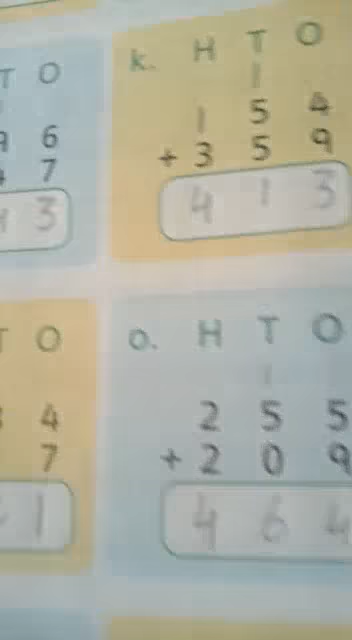 T O
6
7
3
k. H T O
1
1 5 4
+ 3 5 9
4 1 3
T O
4
7
1
o. H T O
1
2 5 5
+ 2 0 9
4 6 4